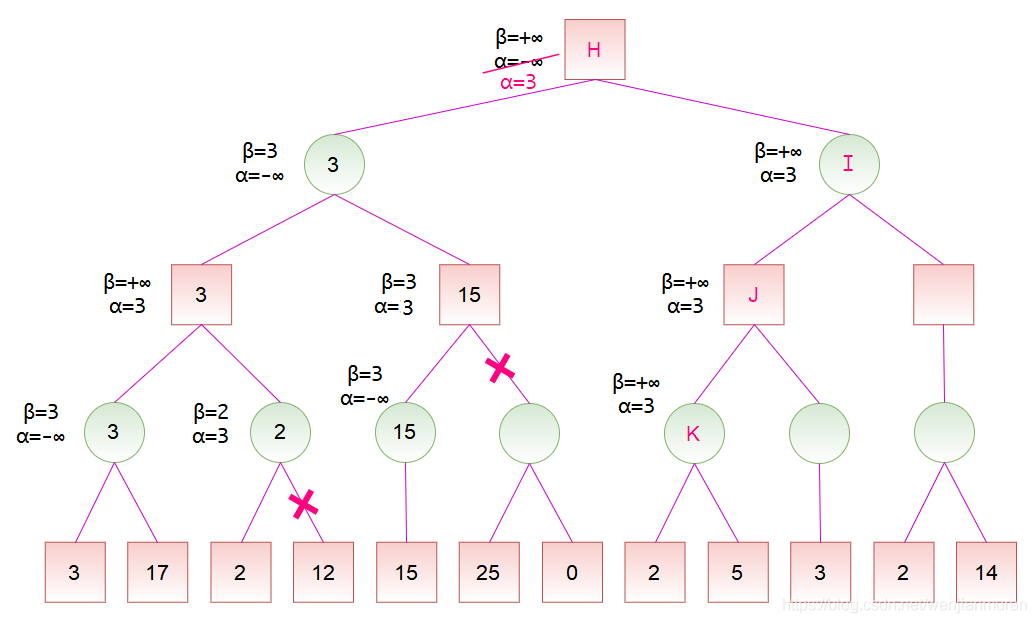 β=+∞
α=-∞
α=3
H
β=3
α=-∞
3
β=+∞
α=3
I
β=+∞
α=3
3
β=3
α=3
15
β=+∞
α=3
J
β=3
α=-∞
3
β=2
α=3
2
β=3
α=-∞
15
β=+∞
α=3
K
3
17
2
12
15
25
0
2
5
3
2
14
https://blog.csdn.net/wenjianmuran